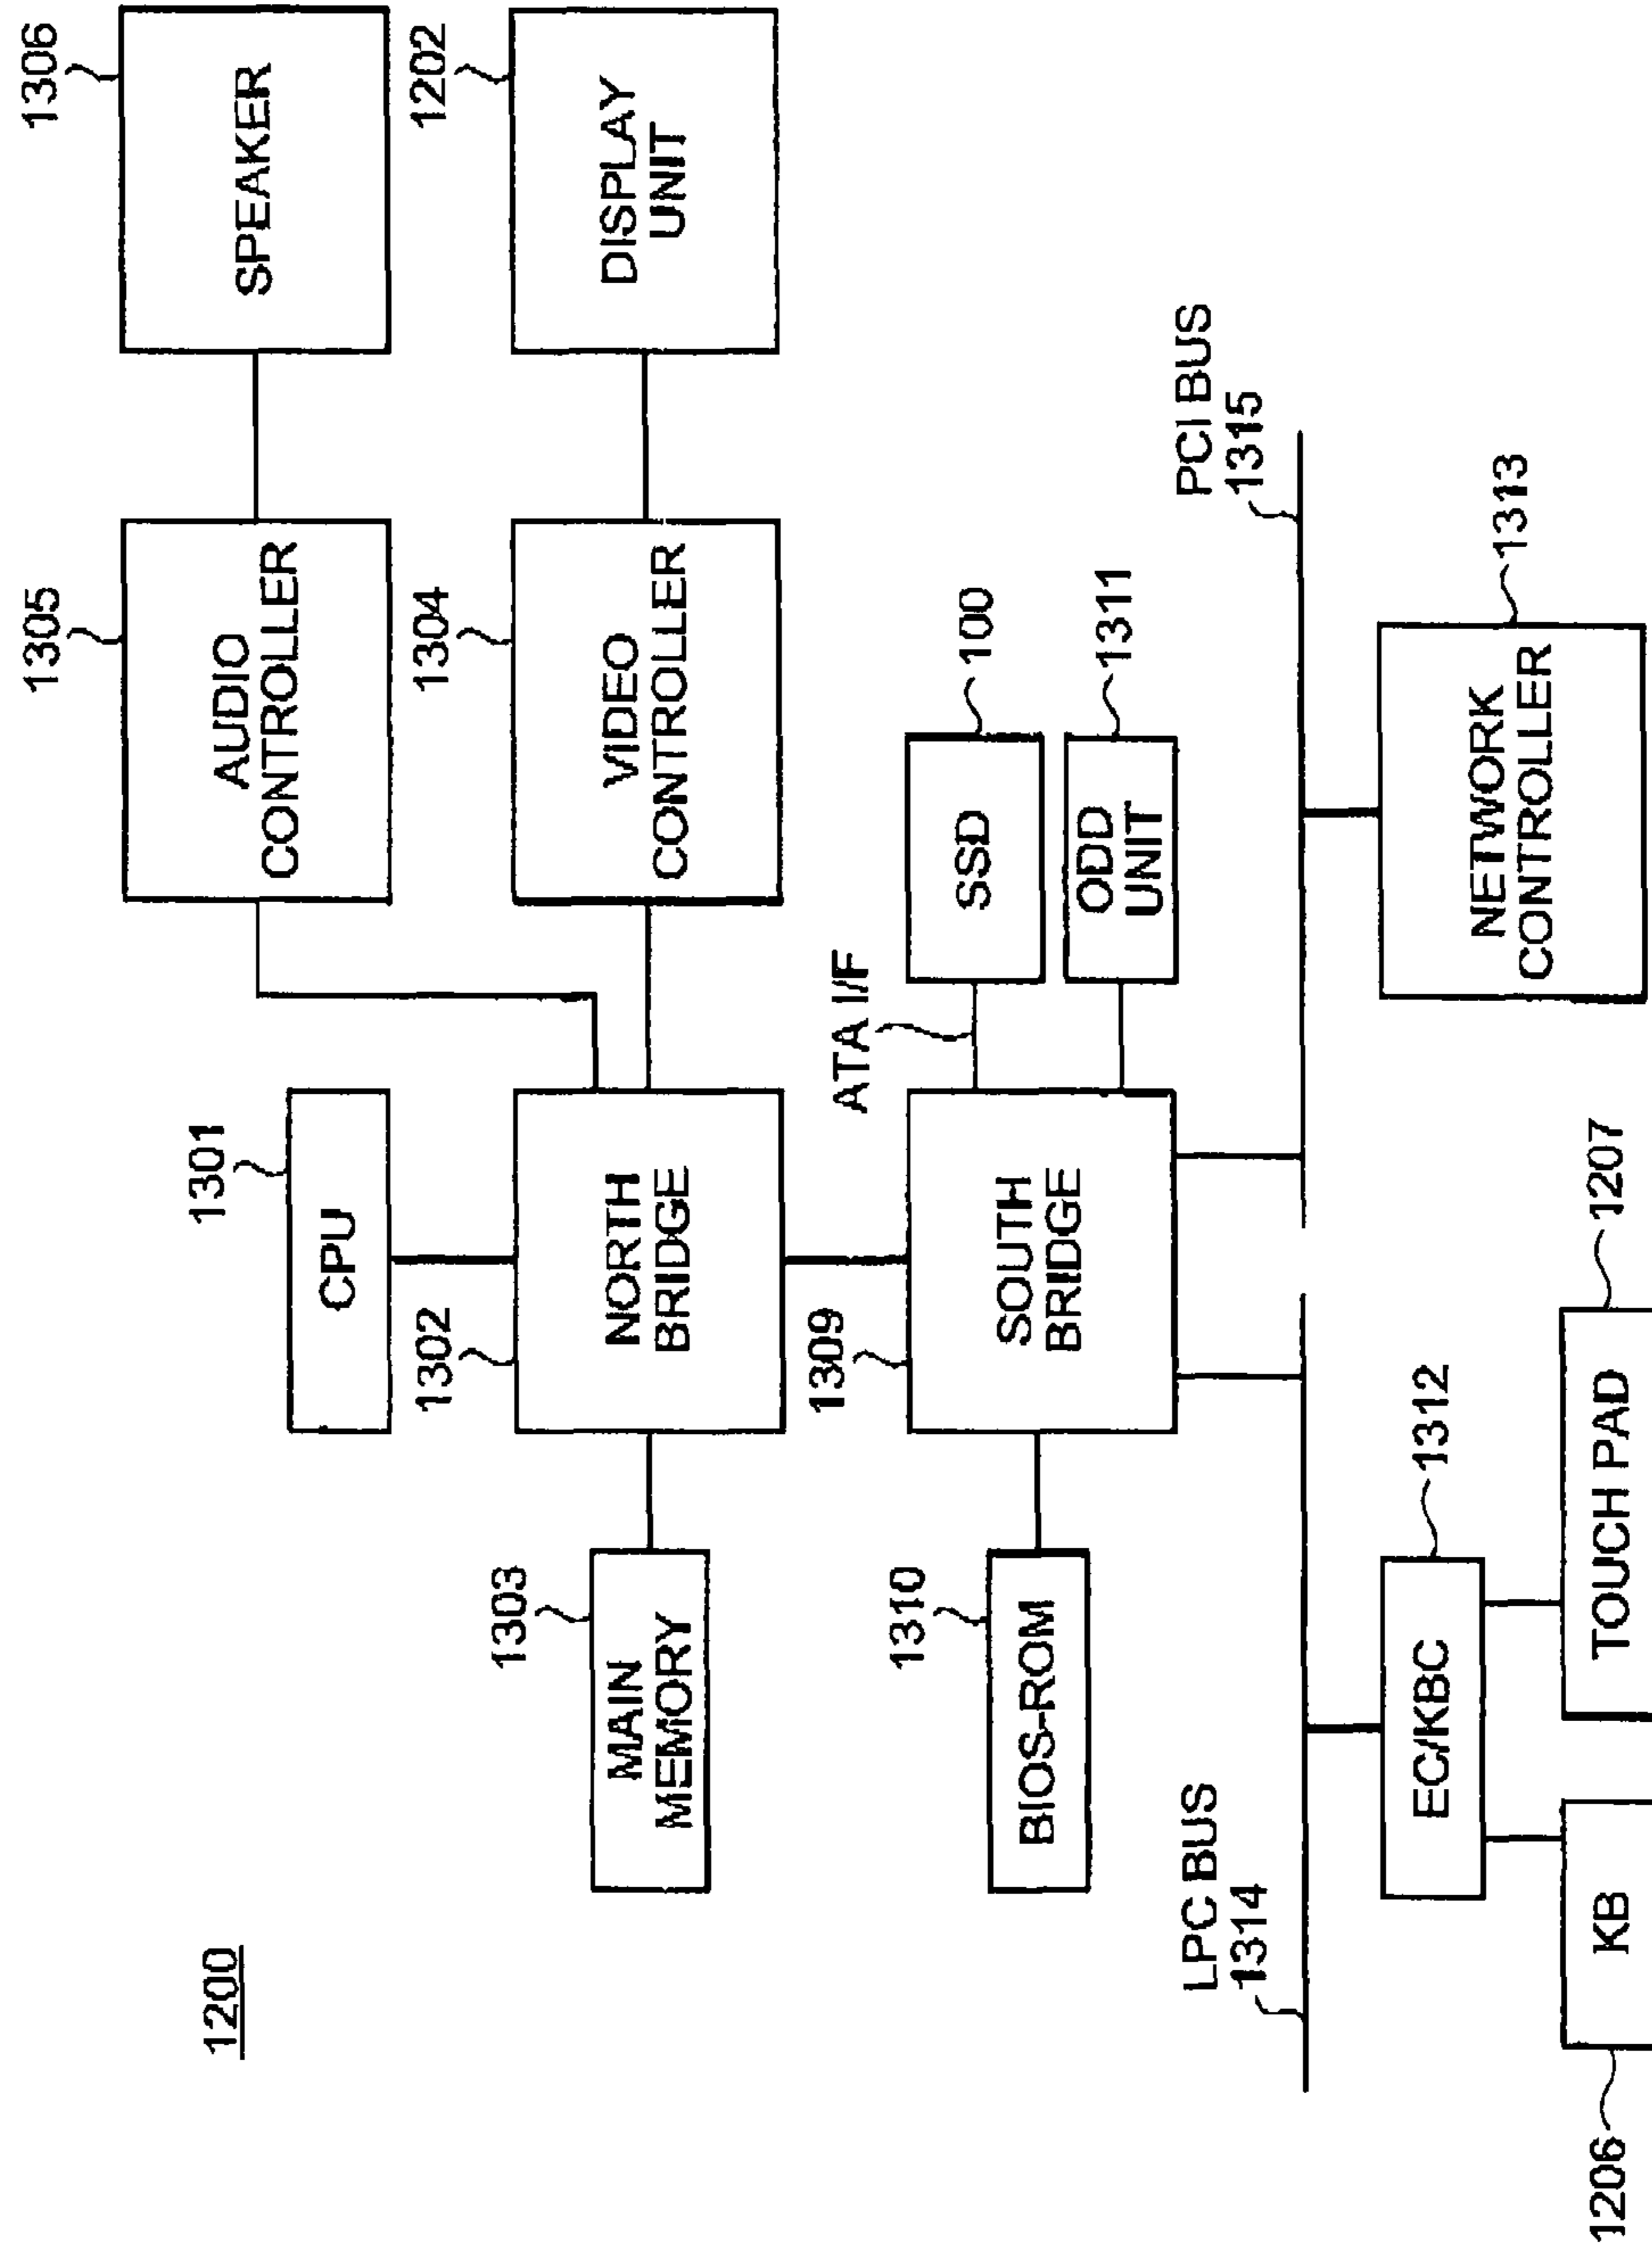 1200
1301
CPU
1305
AUDIO
CONTROLLER
1306
SPEAKER
1302
NORTH
BRIDGE
1303
MAIN
MEMORY
1304
VIDEO
CONTROLLER
1202
DISPLAY
UNIT
1309
SOUTH
BRIDGE
1310
BIOS-ROM
ATA I/F
SSD
100
ODD
UNIT
1311
LPC BUS
1314
PCI BUS
1315
EC/KBC
1312
NETWORK
CONTROLLER
1313
1206
KB
TOUCH PAD
1207